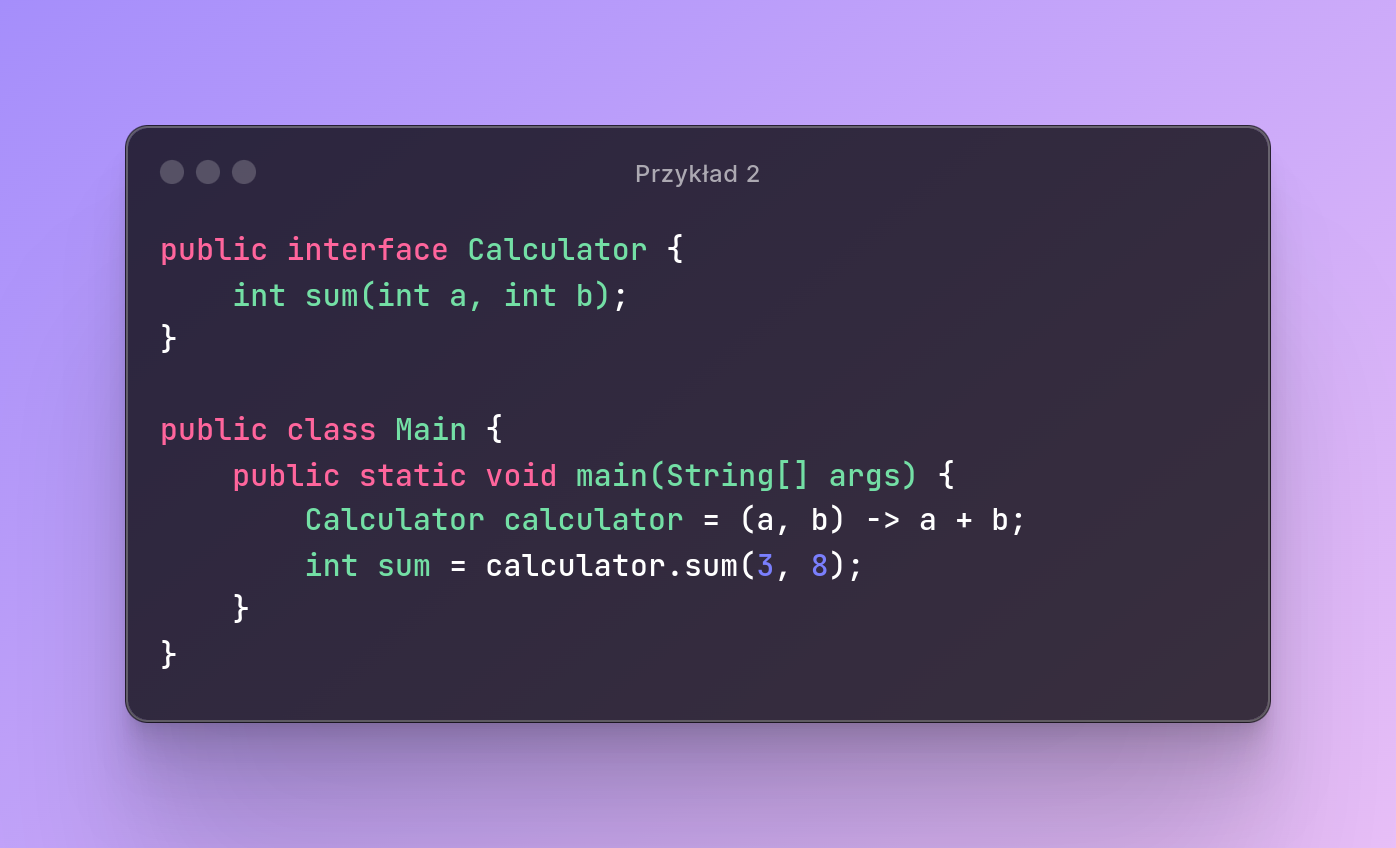 Przykład 2
public interface Calculator {
    int sum(int a, int b);
}

public class Main {
    public static void main(String[] args) {
        Calculator calculator = (a, b) -> a + b;
        int sum = calculator.sum(3, 8);
    }
}